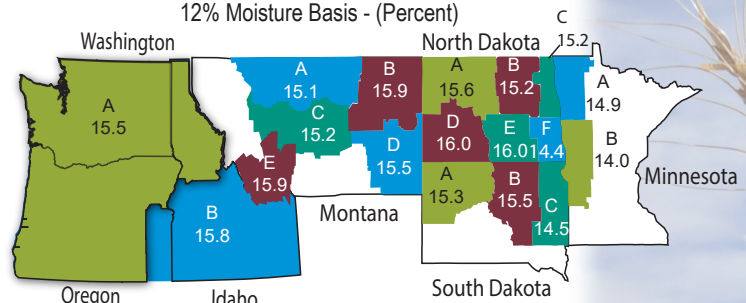 12% Moisture Basis - (Percent)
Washington
North Dakota
C
15.2
A
15.5
A
15.1
B
15.9
A
15.6
B
15.2
A
14.9
C
15.2
D
16.0
E
16.0
F
14.4
B
14.0
D
15.5
E
15.9
A
15.3
B
15.5
C
14.5
Minnesota
B
15.8
Montana
South Dakota
Oregon
Idaho